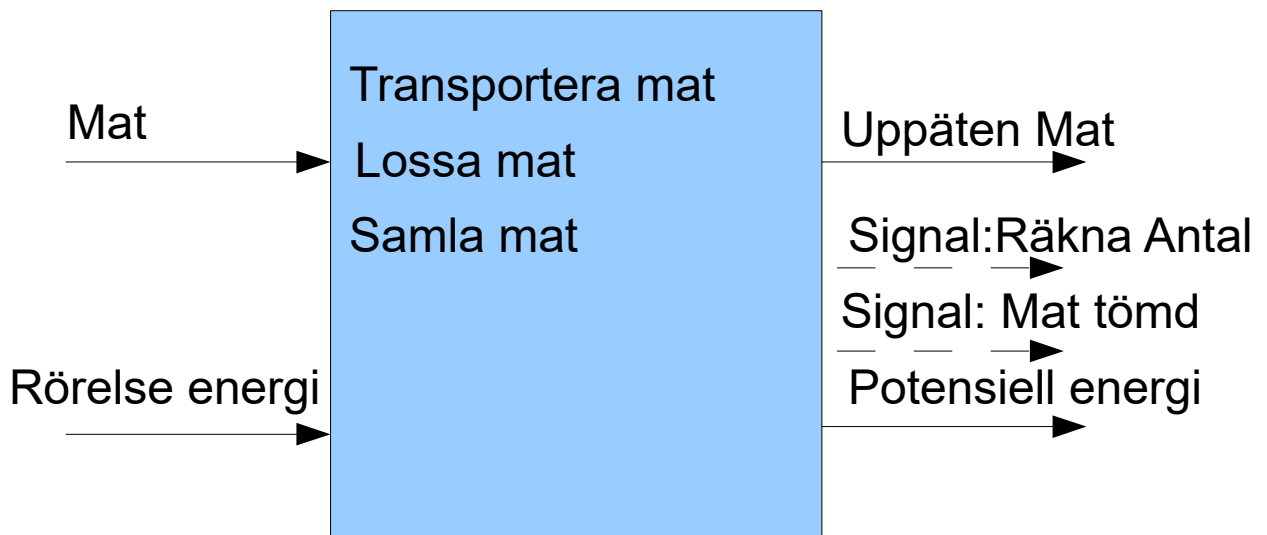 Mat
Rörelse energi
Transportera mat
Lossa mat
Samla mat
Uppäten Mat
Signal:Räkna Antal
Signal: Mat tömd
Potensiell energi